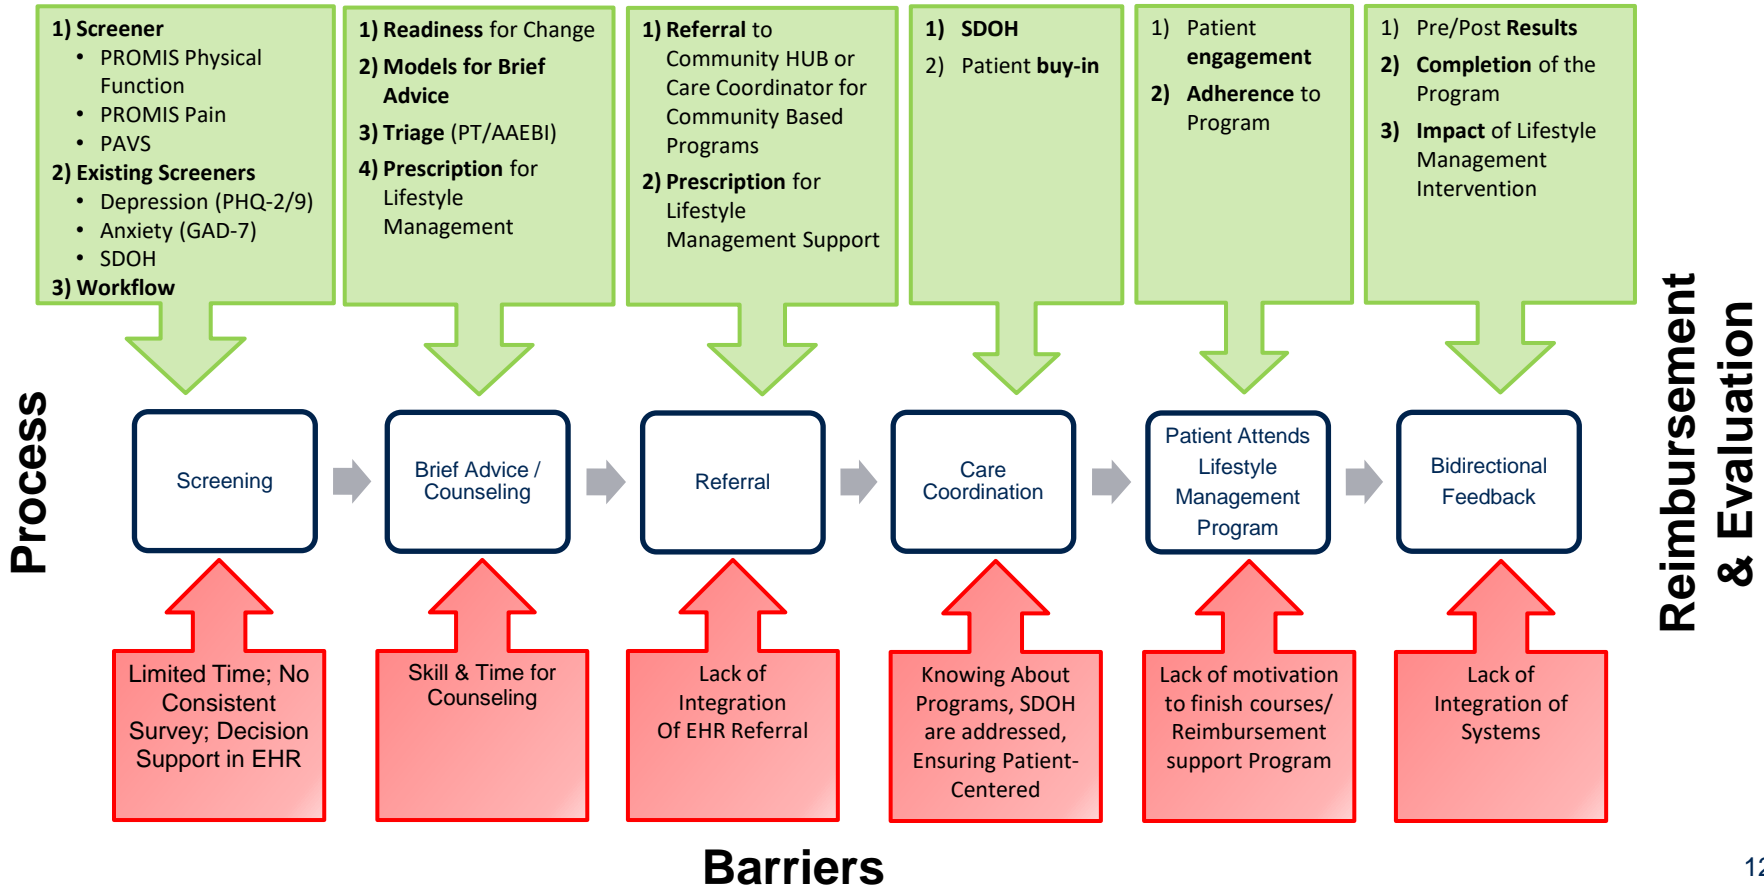 1) Screener
• PROMIS Physical
Function
• PROMIS Pain
• PAVS
2) Existing Screeners
• Depression (PHQ-2/9)
• Anxiety (GAD-7)
• SDOH
3) Workflow
1) Readiness for Change
2) Models for Brief
Advice
3) Triage (PT/AAEBI)
4) Prescription for
Lifestyle
Management
1) Referral to
Community HUB or
Care Coordinator for
Community Based
Programs
2) Prescription for
Lifestyle
Management Support
1) SDOH
2) Patient buy-in
1) Patient
engagement
2) Adherence to
Program
1) Pre/Post Results
2) Completion of the
Program
3) Impact of Lifestyle
Management
Intervention
Process
Screening
Brief Advice /
Counseling
Referral
Care
Coordination
Patient Attends
Lifestyle
Management
Program
Bidirectional
Feedback
Reimbursement
& Evaluation
Limited Time; No
Consistent
Survey; Decision
Support in EHR
Skill & Time for
Counseling
Lack of
Integration
Of EHR Referral
Knowing About
Programs, SDOH
are addressed,
Ensuring Patient-
Centered
Lack of motivation
to finish courses/
Reimbursement
support Program
Lack of
Integration of
Systems
Barriers
12